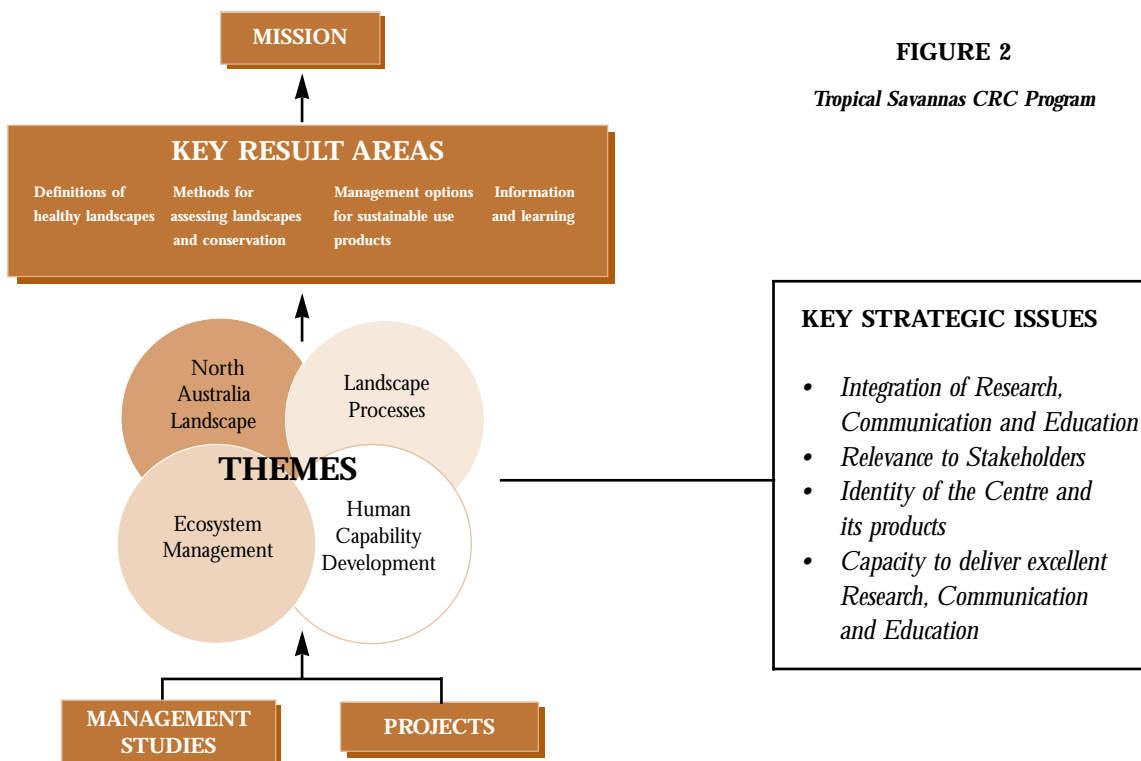 MISSION
FIGURE 2
Tropical Savannas CRC Program
KEY RESULT AREAS
Definitions of
healthy landscapes
Methods for
assessing landscapes
and conservation
Management options
for sustainable use
products
Information
and learning
North
Australia
Landscape
Landscape
Processes
THEMES
Ecosystem
Management
Human
Capability
Development
KEY STRATEGIC ISSUES
• Integration of Research,
Communication and Education
• Relevance to Stakeholders
• Identity of the Centre and
its products
• Capacity to deliver excellent
Research, Communication
and Education
MANAGEMENT
STUDIES
PROJECTS